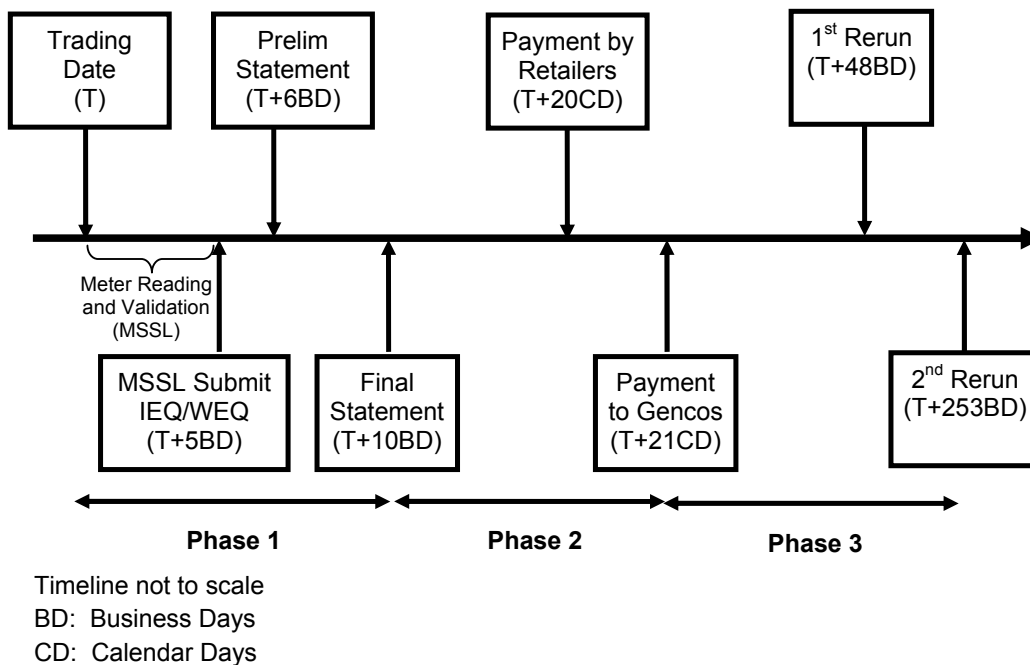 Trading
Date
(T)
Prelim
Statement
(T+6BD)
Payment by
Retailers
(T+20CD)
1st Rerun
(T+48BD)
Meter Reading
and Validation
(MSSL)
MSSL Submit
IEQ/WEQ
(T+5BD)
Final
Statement
(T+10BD)
Payment
to Gencos
(T+21CD)
2nd Rerun
(T+253BD)
Phase 1
Phase 2
Phase 3
Timeline not to scale
BD: Business Days
CD: Calendar Days